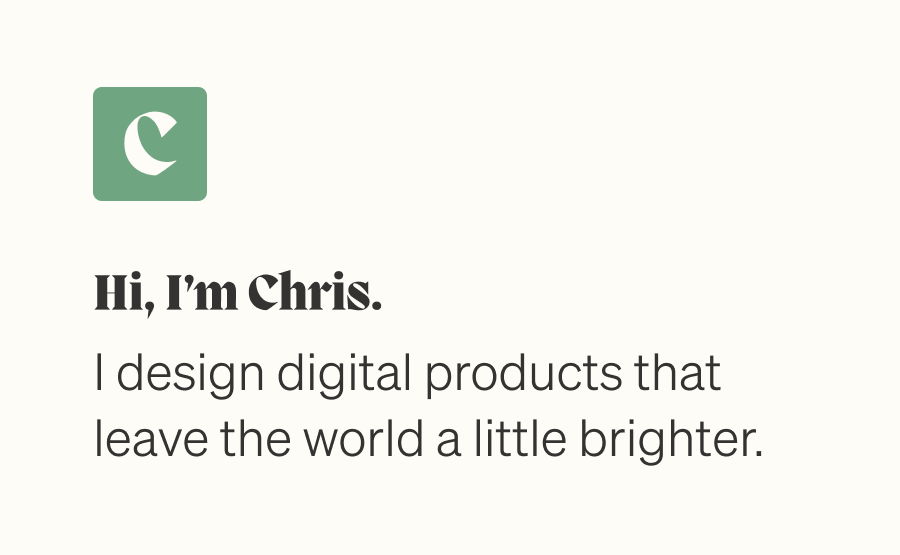 C
Hi, I’m Chris.
I design digital products that
leave the world a little brighter.